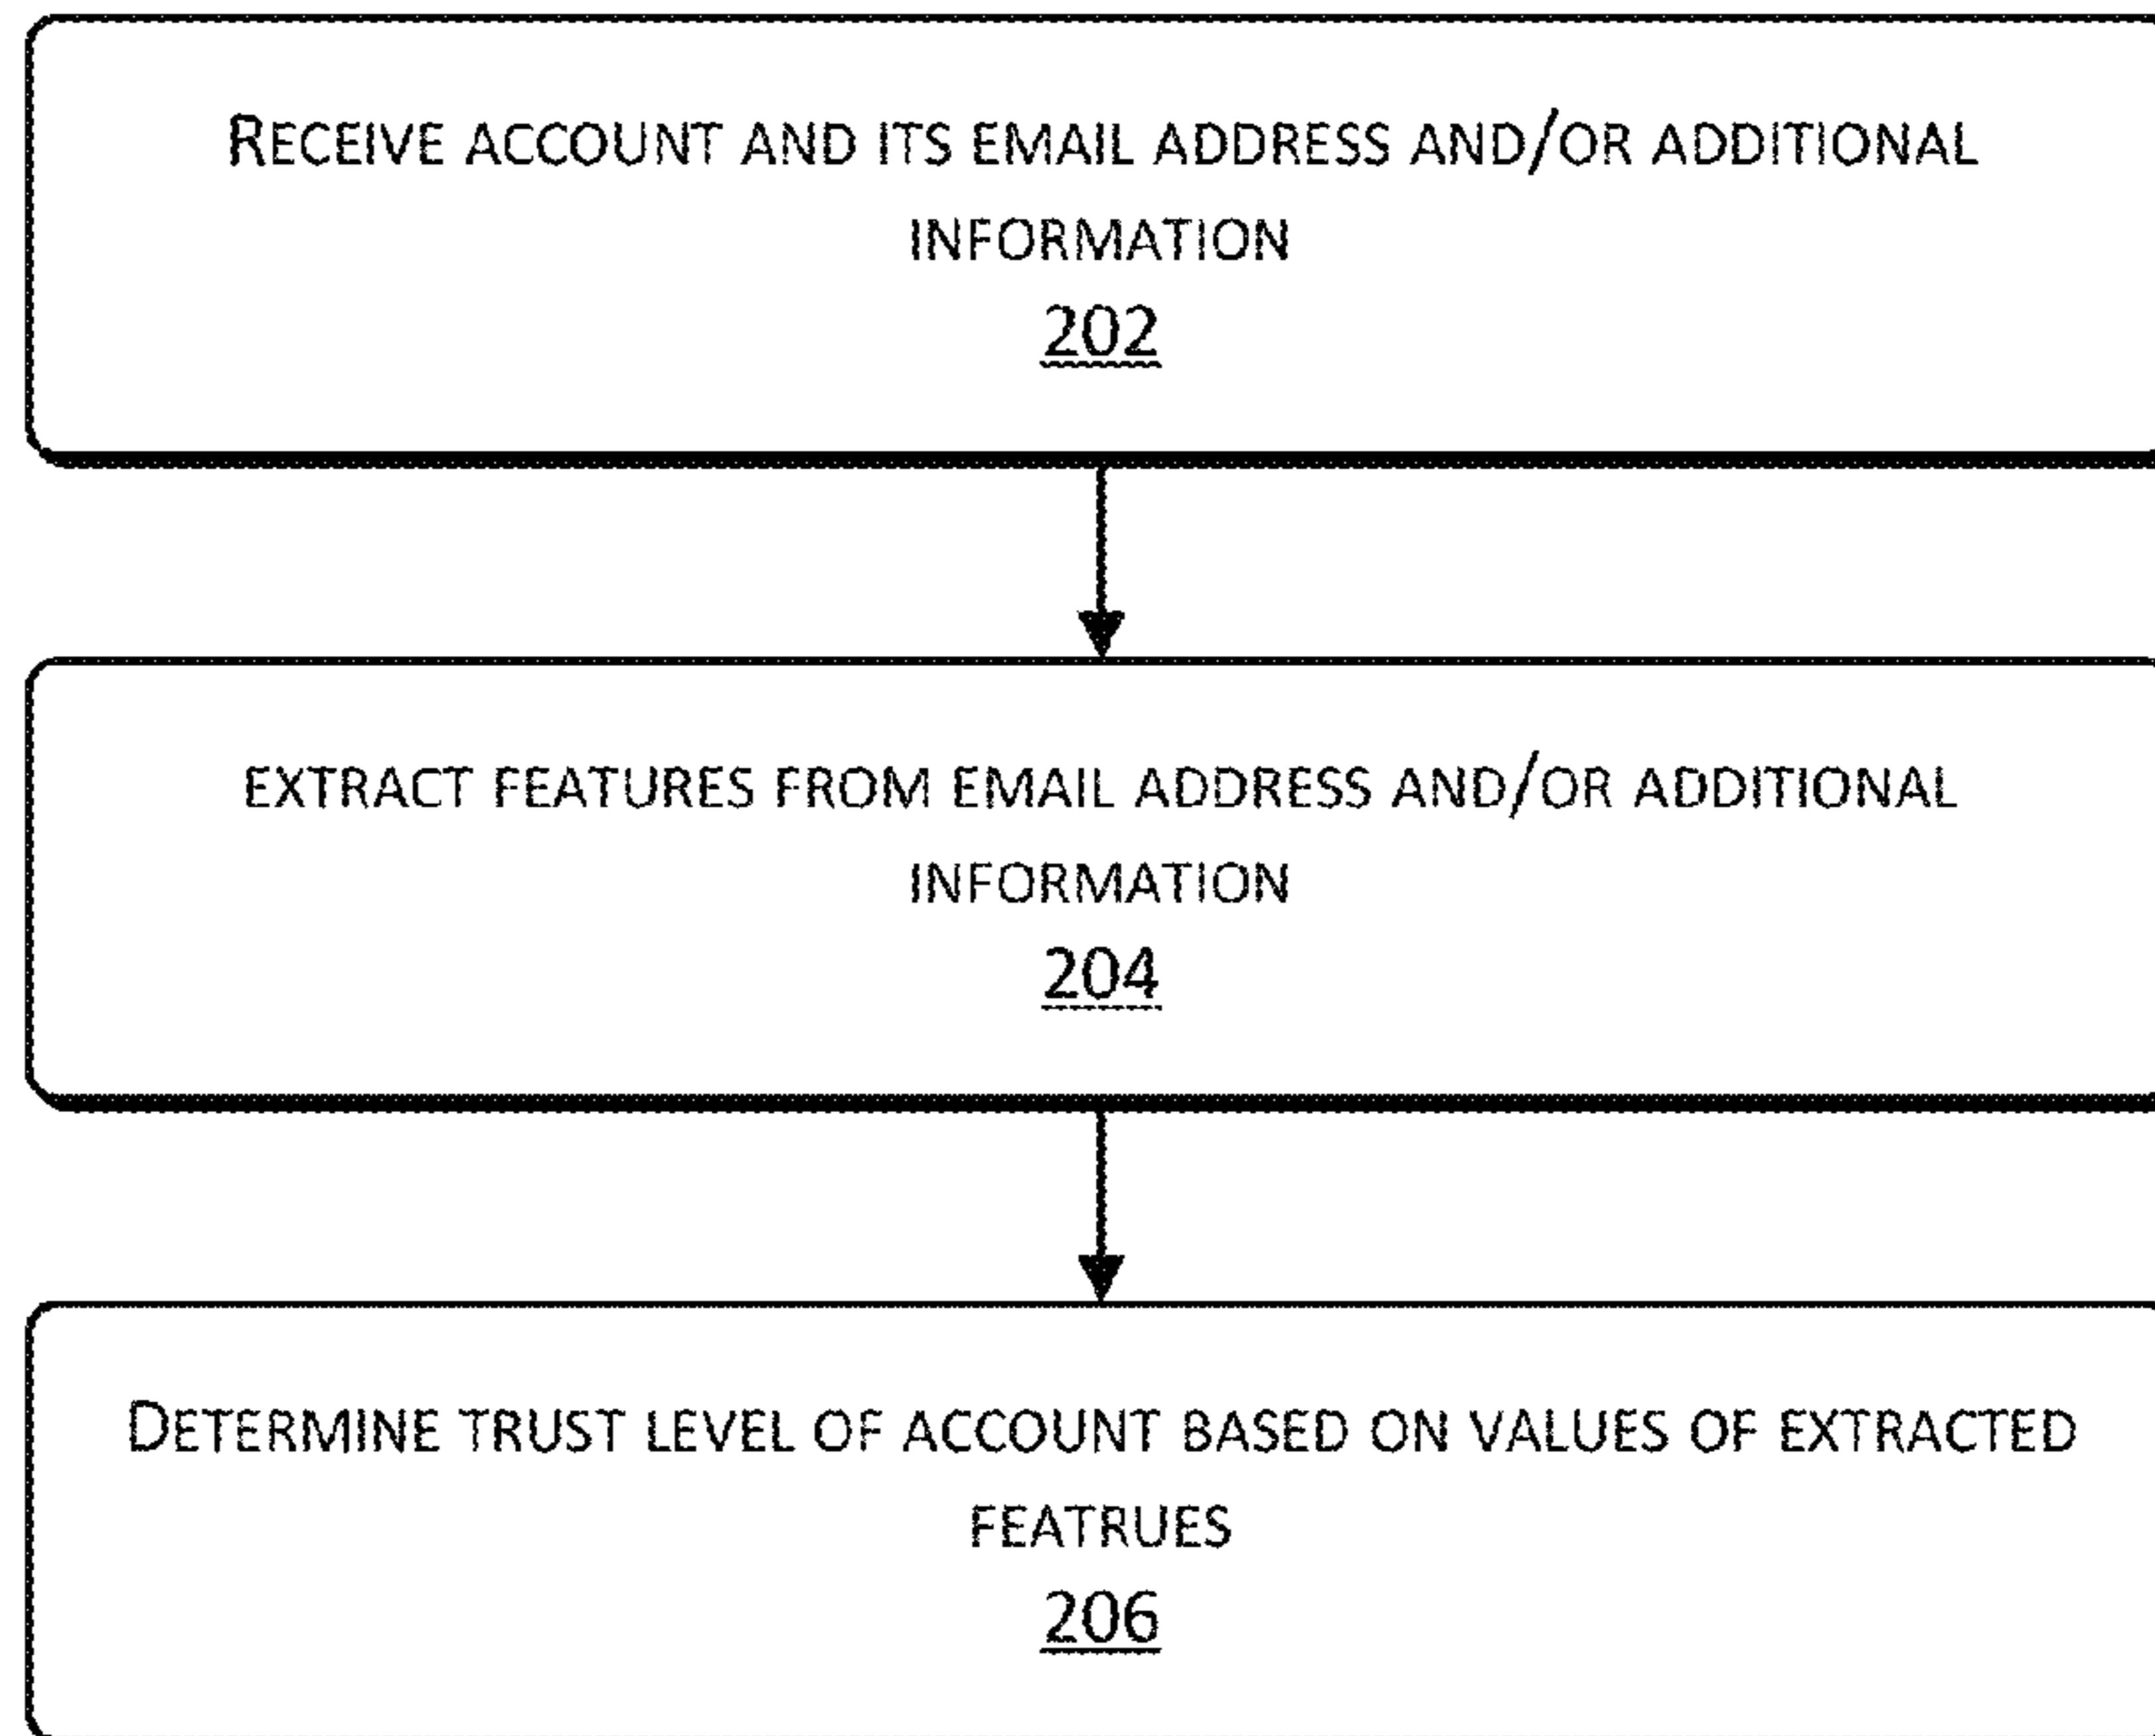 RECEIVE ACCOUNT AND ITS EMAIL ADDRESS AND/OR ADDITIONAL
INFORMATION
202
EXTRACT FEATURES FROM EMAIL ADDRESS AND/OR ADDITIONAL
INFORMATION
204
DETERMINE TRUST LEVEL OF ACCOUNT BASED ON VALUES OF EXTRACTED
FEATRUES
206